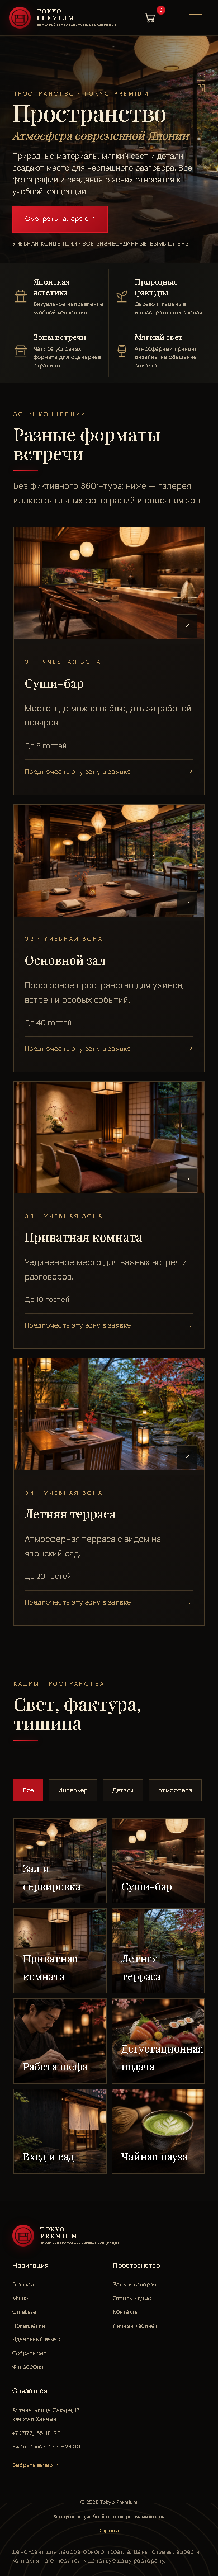 TOKYO
PREMIUM
ЯПОНСКИЙ РЕСТОРАН · УЧЕБНАЯ КОНЦЕПЦИЯ
ПРОСТРАНСТВО · TOKYO PREMIUM
Пространство
Атмосфера современной Японии
Природные материалы, мягкий свет и детали
создают место для неспешного разговора. Все
фотографии и сведения о зонах относятся к
учебной концепции.
Смотреть галерею
УЧЕБНАЯ КОНЦЕПЦИЯ · ВСЕ БИЗНЕС-ДАННЫЕ ВЫМЫШЛЕНЫ
Японская
эстетика
Визуальное направление
учебной концепции
Природные
фактуры
Дерево и камень в
иллюстративных сценах
Зоны встречи
Четыре условных
формата для сценариев
страницы
Мягкий свет
Атмосферный принцип
дизайна, не обещание
объекта
ЗОНЫ КОНЦЕПЦИИ
Разные форматы
встречи
Без фиктивного 360°-тура: ниже — галерея
иллюстративных фотографий и описания зон.
01 · УЧЕБНАЯ ЗОНА
Суши-бар
Место, где можно наблюдать за работой
поваров.
До 8 гостей
Предпочесть эту зону в заявке
02 · УЧЕБНАЯ ЗОНА
Основной зал
Просторное пространство для ужинов,
встреч и особых событий.
До 40 гостей
Предпочесть эту зону в заявке
03 · УЧЕБНАЯ ЗОНА
Приватная комната
Уединённое место для важных встреч и
разговоров.
До 10 гостей
Предпочесть эту зону в заявке
04 · УЧЕБНАЯ ЗОНА
Летняя терраса
Атмосферная терраса с видом на
японский сад.
До 20 гостей
Предпочесть эту зону в заявке
КАДРЫ ПРОСТРАНСТВА
Свет, фактура,
тишина
Все
Интерьер
Детали
Атмосфера
Зал и
сервировка
Суши-бар
Приватная
комната
Летняя
терраса
Работа шефа
Дегустационная
подача
Вход и сад
Чайная пауза
TOKYO
PREMIUM
ЯПОНСКИЙ РЕСТОРАН · УЧЕБНАЯ КОНЦЕПЦИЯ
Навигация
Главная
Меню
Omakase
Привилегии
Идеальный вечер
Собрать сет
Философия
Пространство
Залы и галерея
Отзывы · демо
Контакты
Личный кабинет
Связаться
Астана, улица Сакура, 17 ·
квартал Ханами
+7 (7172) 55-18-26
Ежедневно · 12:00–23:00
Выбрать вечер
© 2026 Tokyo Premium
Все данные учебной концепции вымышлены
Корзина
Демо-сайт для лабораторного проекта. Цены, отзывы, адрес и
контакты не относятся к действующему ресторану.